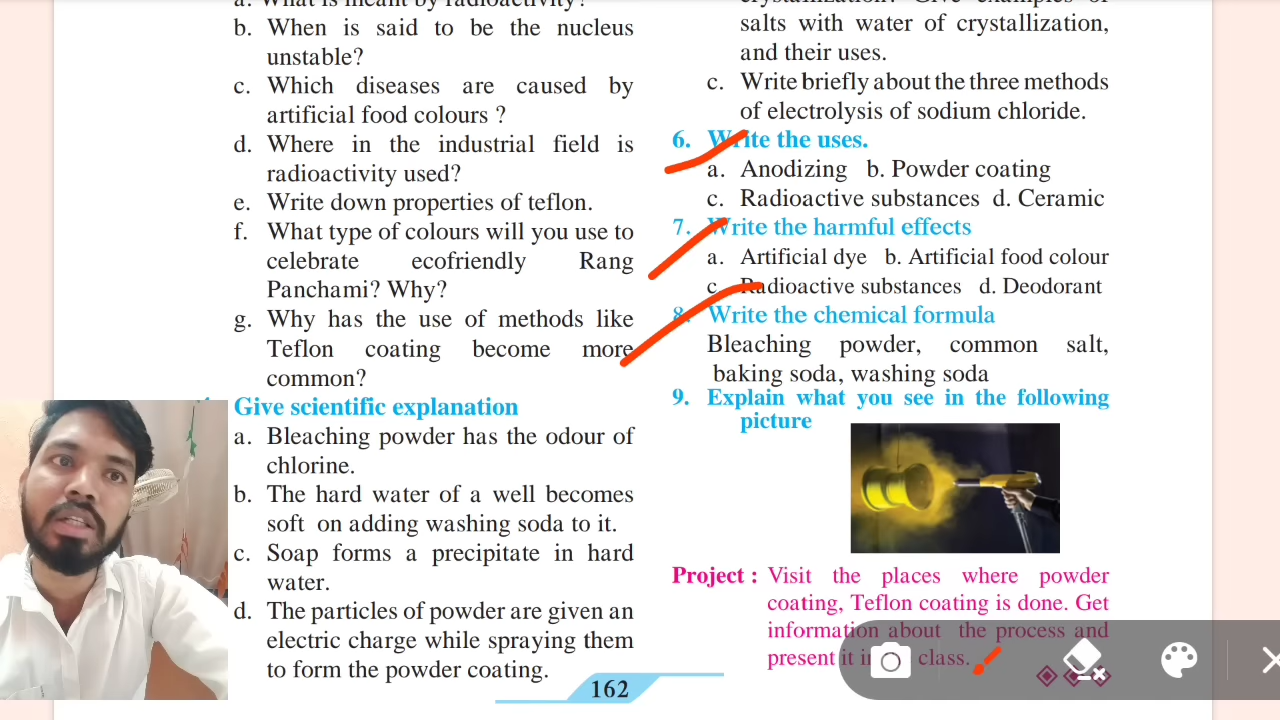 a. What is meant by radioactivity?
b. When is said to be the nucleus
unstable?
c. Which diseases are caused by
artificial food colours ?
d. Where in the industrial field is
radioactivity used?
e. Write down properties of teflon.
f. What type of colours will you use to
celebrate ecofriendly Rang
Panchami? Why?
g. Why has the use of methods like
Teflon coating become more
common?
Give scientific explanation
a. Bleaching powder has the odour of
chlorine.
b. The hard water of a well becomes
soft on adding washing soda to it.
c. Soap forms a precipitate in hard
water.
d. The particles of powder are given an
electric charge while spraying them
to form the powder coating.
crystallization? Give examples of
salts with water of crystallization,
and their uses.
c. Write briefly about the three methods
of electrolysis of sodium chloride.
6. Write the uses.
a. Anodizing b. Powder coating
c. Radioactive substances d. Ceramic
7. Write the harmful effects
a. Artificial dye b. Artificial food colour
c. Radioactive substances d. Deodorant
8. Write the chemical formula
Bleaching powder, common salt,
baking soda, washing soda
9. Explain what you see in the following
picture
Project : Visit the places where powder
coating, Teflon coating is done. Get
information about the process and
present it class.
162